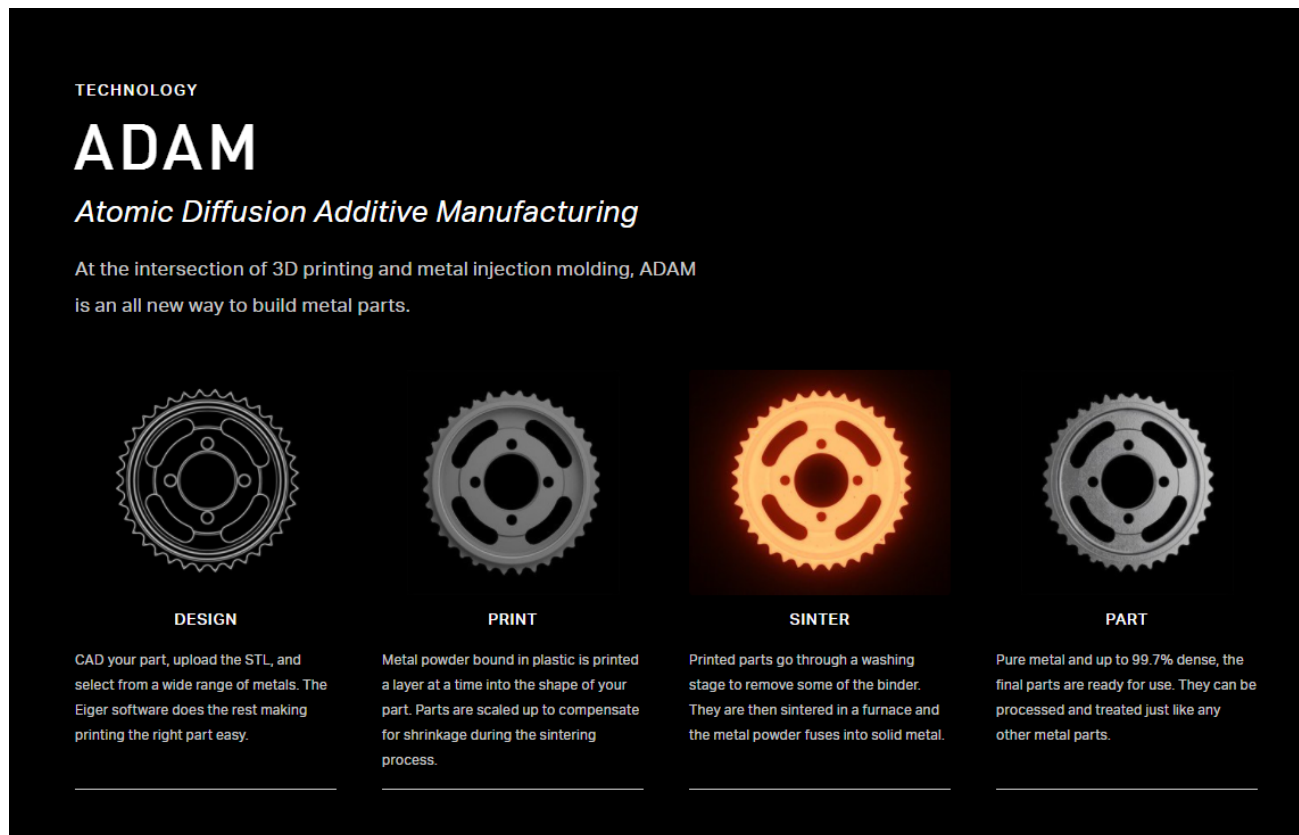 TECHNOLOGY
ADAM
Atomic Diffusion Additive Manufacturing
At the intersection of 3D printing and metal injection molding, ADAM
is an all new way to build metal parts.
DESIGN
CAD your part, upload the STL, and
select from a wide range of metals. The
Eiger software does the rest making
printing the right part easy.
PRINT
Metal powder bound in plastic is printed
a layer at a time into the shape of your
part. Parts are scaled up to compensate
for shrinkage during the sintering
process.
SINTER
Printed parts go through a washing
stage to remove some of the binder.
They are then sintered in a furnace and
the metal powder fuses into solid metal.
PART
Pure metal and up to 99.7% dense, the
final parts are ready for use. They can be
processed and treated just like any
other metal parts.